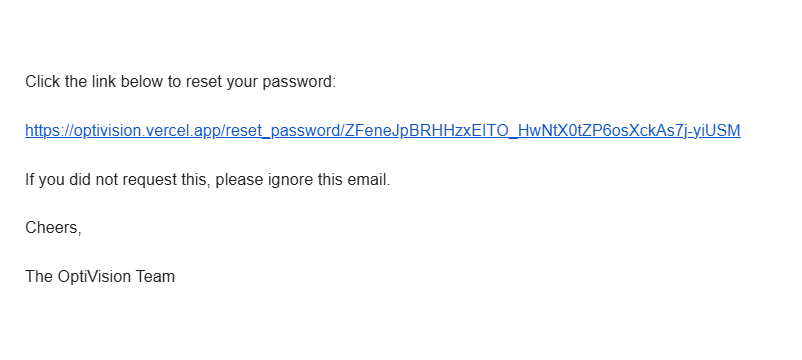 Click the link below to reset your password:
https://optivision.vercel.app/reset_password/ZFeneJpBRHHzxElTO_HwNtX0tZP6osXckAs7j-yiUSM
If you did not request this, please ignore this email.
Cheers,
The OptiVision Team